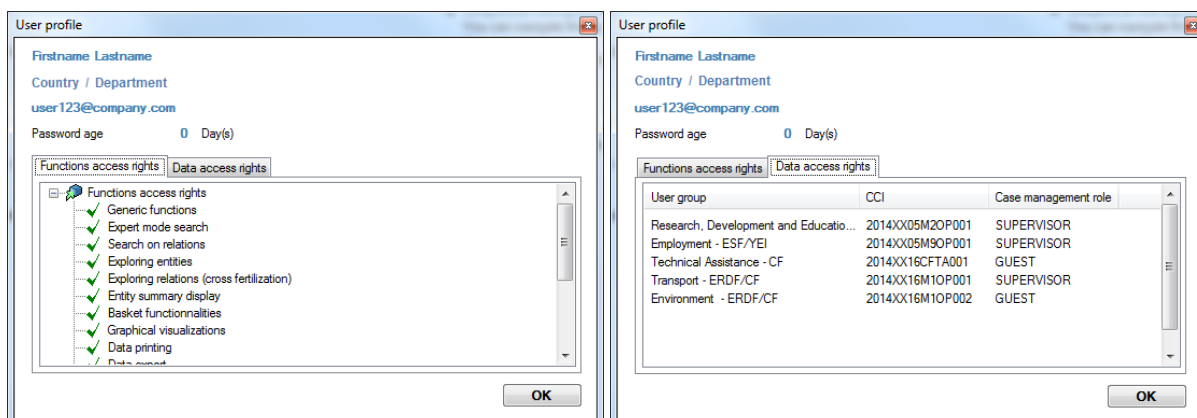 User profile
Firstname Lastname
Country / Department
user123@company.com
Password age 0 Day(s)
Functions access rights Data access rights
Functions access rights
Generic functions
Expert mode search
Search on relations
Exploring entities
Exploring relations (cross fertilization)
Entity summary display
Basket functionnalities
Graphical visualizations
Data printing
Data export
OK
User profile
Firstname Lastname
Country / Department
user123@company.com
Password age 0 Day(s)
Functions access rights Data access rights
User group CCI Case management role
Research, Development and Educatio... 2014XX05M2OP001 SUPERVISOR
Employment - ESF/YEI 2014XX05M9OP001 SUPERVISOR
Technical Assistance - CF 2014XX16CFTA001 GUEST
Transport - ERDF/CF 2014XX16M1OP001 SUPERVISOR
Environment - ERDF/CF 2014XX16M1OP002 GUEST
OK